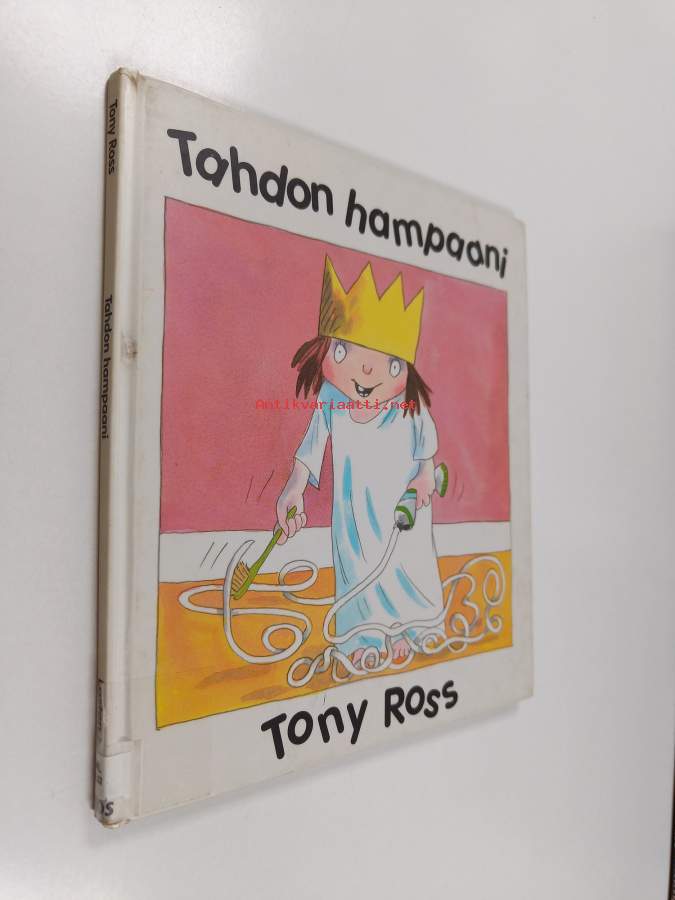 Tahdon hampaani
Tony Ross
Tony Ross
Tahdon hampaani
Antikvariaatti.net